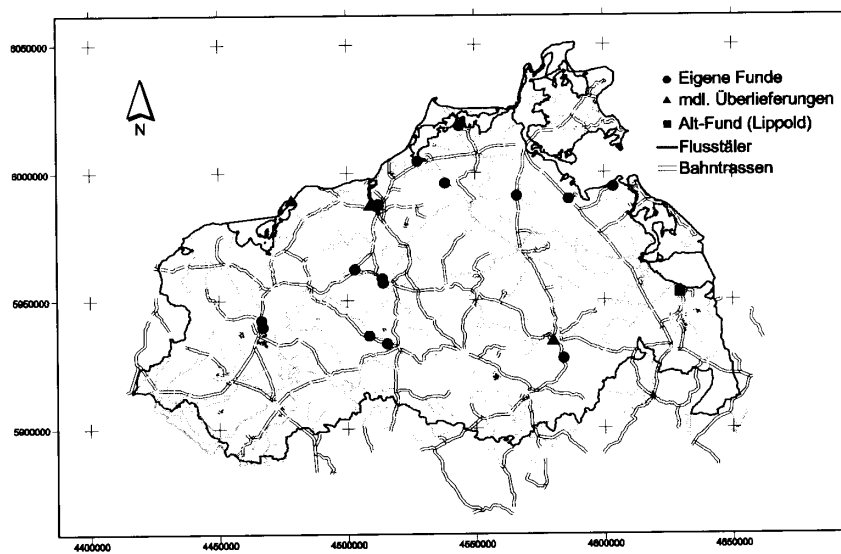 6050000
6000000
5950000
5900000
N
Eigene Funde
mdl. Überlieferungen
Alt-Fund (Lippold)
Flusstäler
Bahntrassen
4400000 4450000 4500000 4550000 4600000 4650000